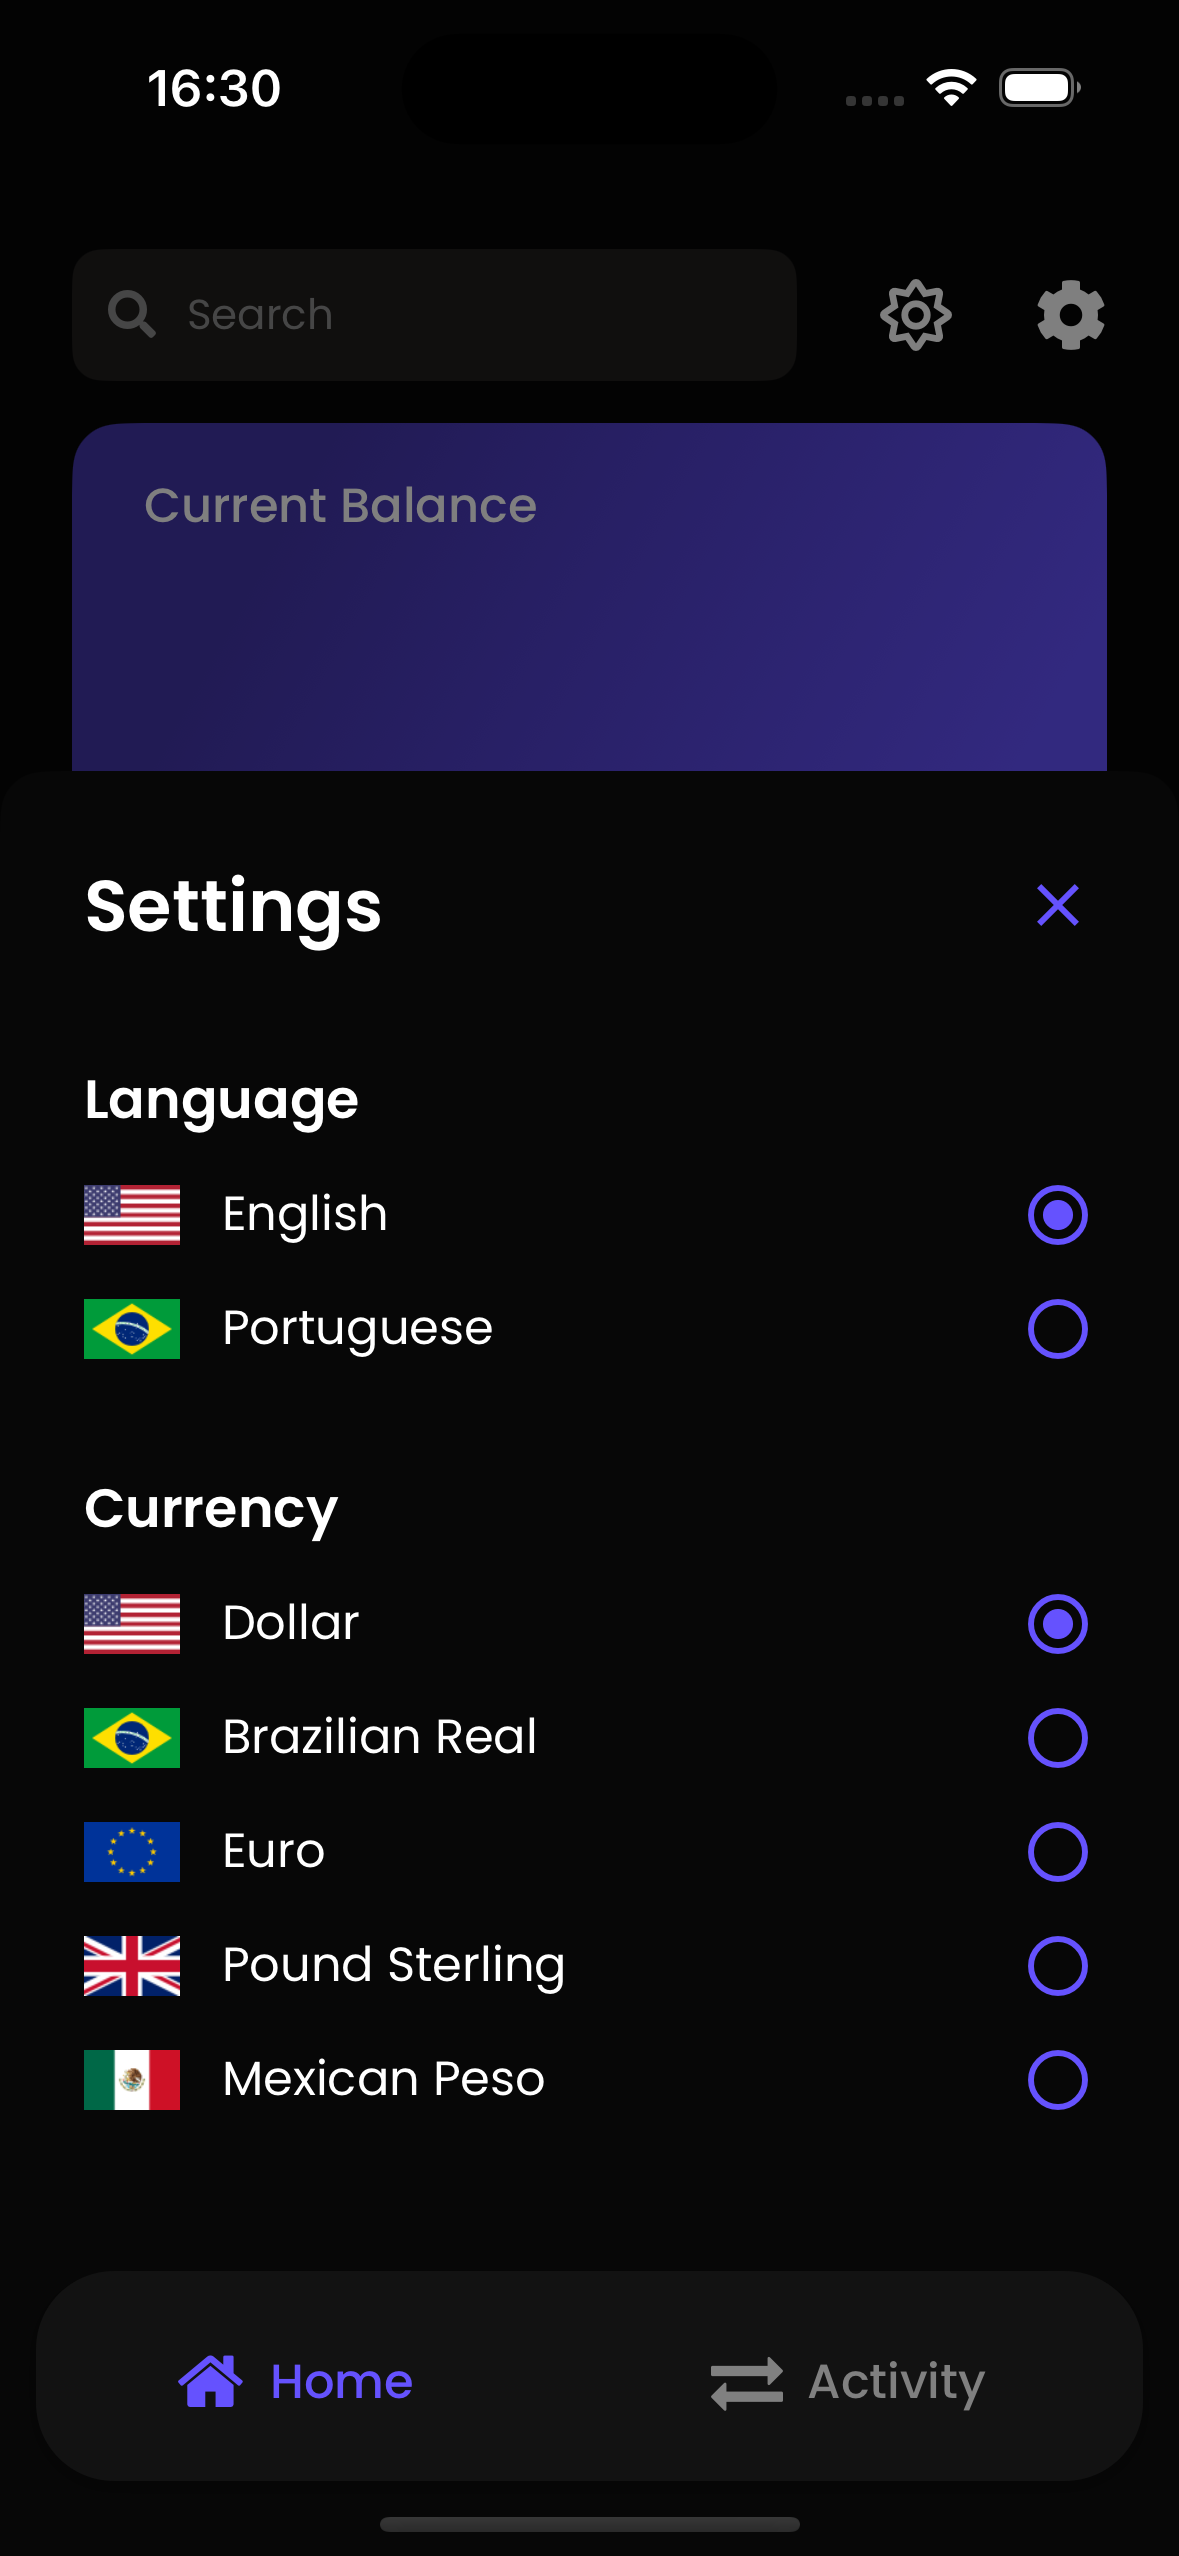 16:30
Search
Current Balance
Settings
Language
English
Portuguese
Currency
Dollar
Brazilian Real
Euro
Pound Sterling
Mexican Peso
Home
Activity